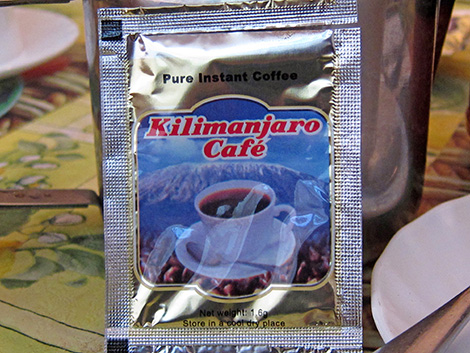 Pure Instant Coffee
Kilimanjaro
Café
Net weight: 1,6g
Store in a cool dry place